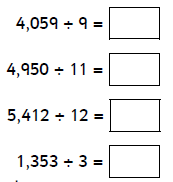 4,059 ÷ 9 =
4,950 ÷ 11 =
5,412 ÷ 12 =
1,353 ÷ 3 =